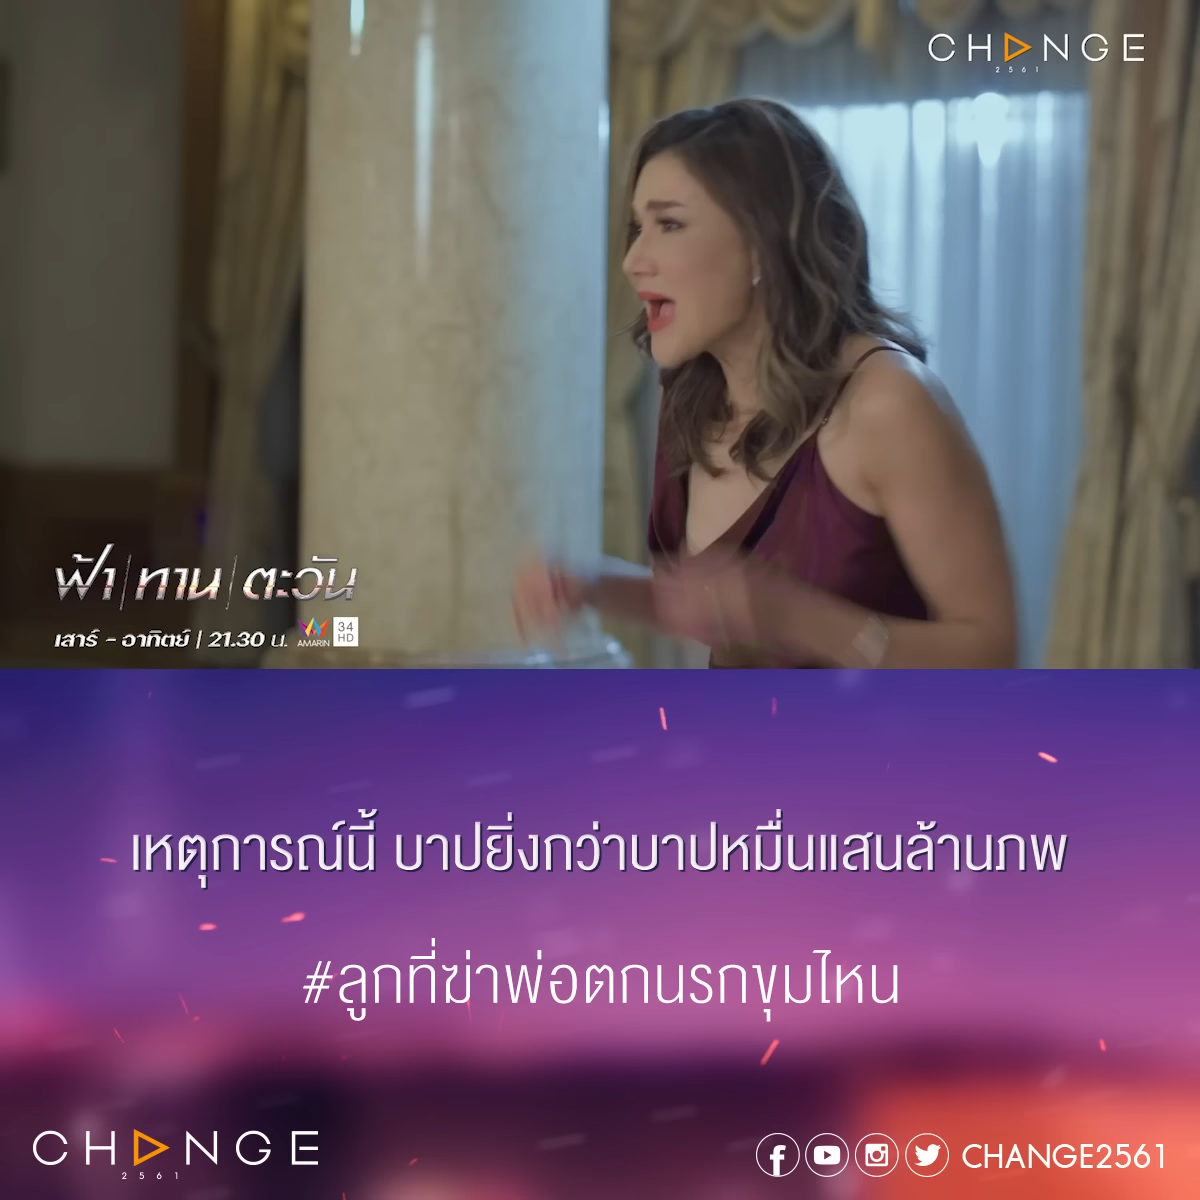 CHANGE
2561
ฟ้า|ทาน|ตะวัน
เสาร์ - อาทิตย์ | 21.30 น. AMARIN 34 HD
เหตุการณ์นี้ บาปยิ่งกว่าบาปหมื่นแสนล้านภพ
#ลูกที่ฆ่าพ่อตกนรกขุมไหน
CHANGE
2561
CHANGE2561